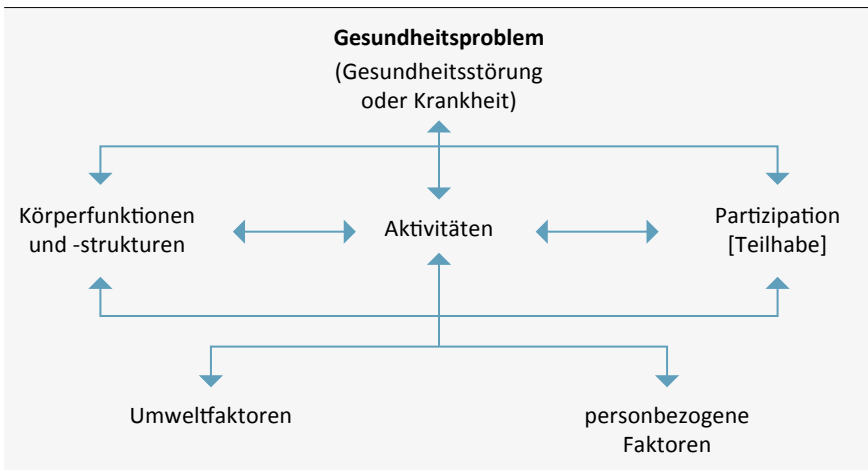 Gesundheitsproblem
(Gesundheitsstörung
oder Krankheit)
Körperfunktionen
und -strukturen
Aktivitäten
Partizipation
[Teilhabe]
Umweltfaktoren
personbezogene
Faktoren